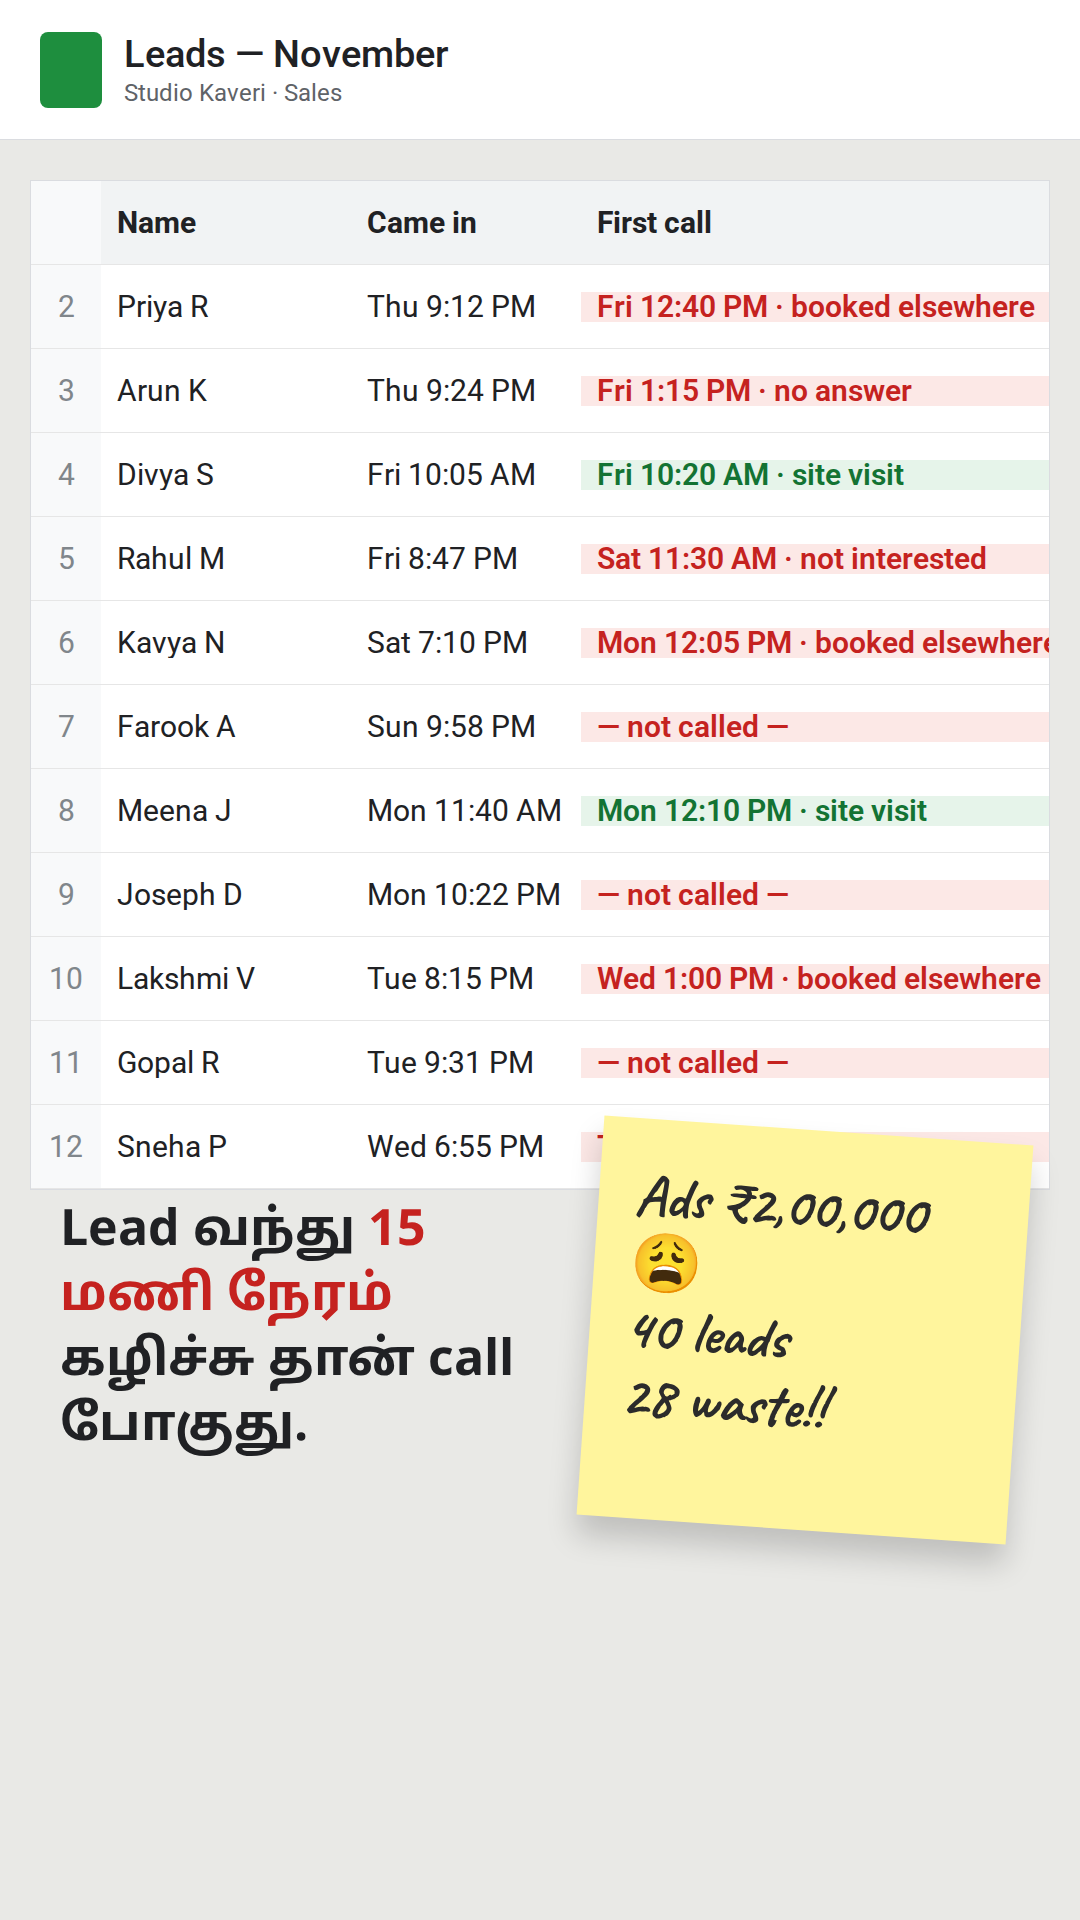 Leads — November
Studio Kaveri · Sales
Name Came in First call
2 Priya R Thu 9:12 PM Fri 12:40 PM · booked elsewhere
3 Arun K Thu 9:24 PM Fri 1:15 PM · no answer
4 Divya S Fri 10:05 AM Fri 10:20 AM · site visit
5 Rahul M Fri 8:47 PM Sat 11:30 AM · not interested
6 Kavya N Sat 7:10 PM Mon 12:05 PM · booked elsewhere
7 Farook A Sun 9:58 PM — not called —
8 Meena J Mon 11:40 AM Mon 12:10 PM · site visit
9 Joseph D Mon 10:22 PM — not called —
10 Lakshmi V Tue 8:15 PM Wed 1:00 PM · booked elsewhere
11 Gopal R Tue 9:31 PM — not called —
12 Sneha P Wed 6:55 PM
Lead வந்து 15
மணி நேரம்
கழிச்சு தான் call
போகுது.
Ads ₹2,00,000
😩
40 leads
28 waste!!